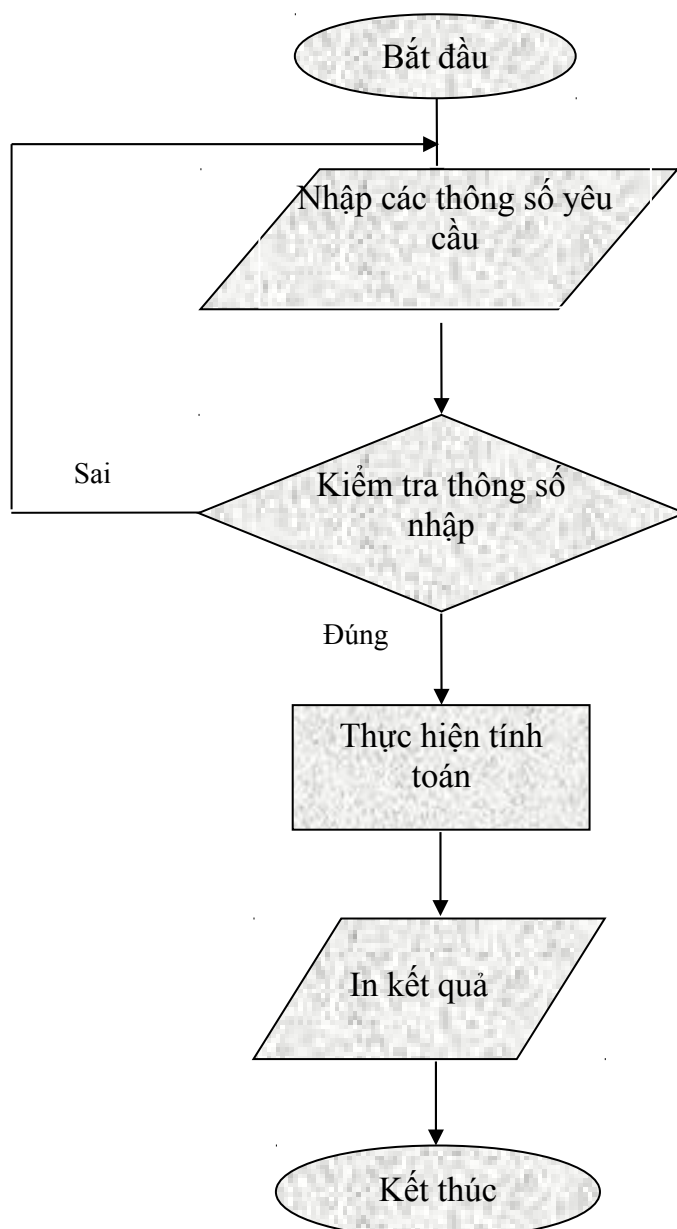 Bắt đầu
Nhập các thông số yêu
cầu
Sai
Kiểm tra thông số
nhập
Đúng
Thực hiện tính
toán
In kết quả
Kết thúc